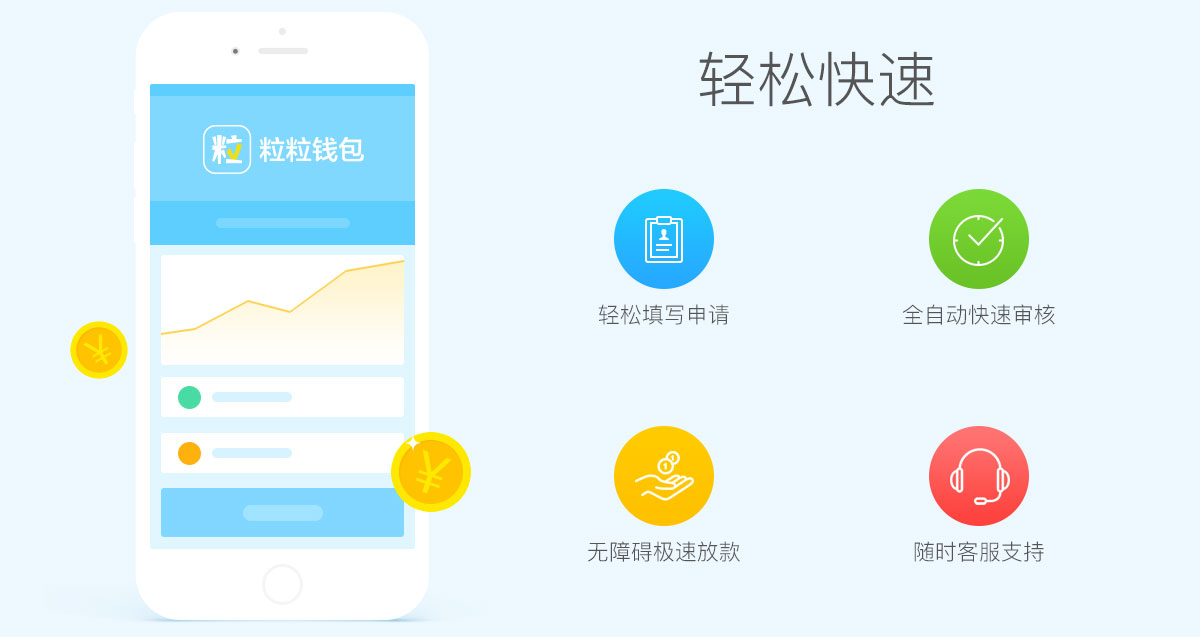 粒 粒粒钱包
轻松快速
轻松填写申请
全自动快速审核
无障碍极速放款
随时客服支持